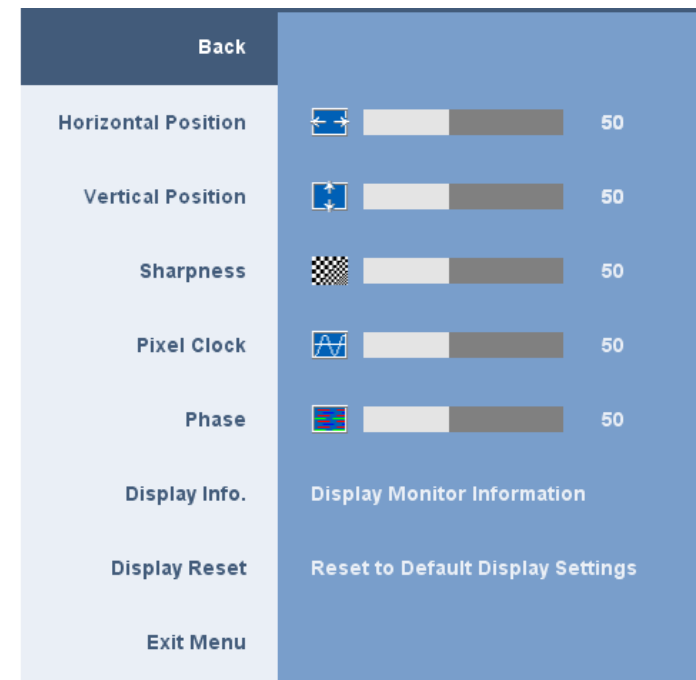 Back
Horizontal Position 50
Vertical Position 50
Sharpness 50
Pixel Clock 50
Phase 50
Display Info. Display Monitor Information
Display Reset Reset to Default Display Settings
Exit Menu